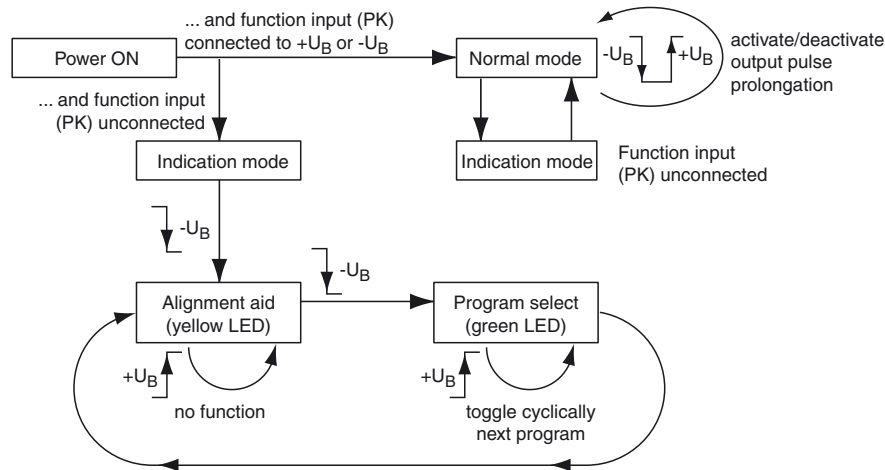 ... and function input (PK)
connected to +UB or -UB
Power ON
Normal mode
-UB
+UB
activate/deactivate
output pulse
prolongation
... and function input
(PK) unconnected
Indication mode
Indication mode
Function input
(PK) unconnected
-UB
-UB
Alignment aid
(yellow LED)
Program select
(green LED)
+UB
no function
+UB
toggle cyclically
next program